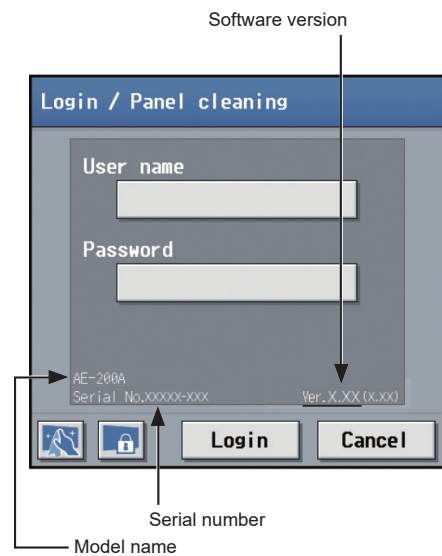 Software version
Login / Panel cleaning
User name
Password
AE-200A
Serial No.XXXXX-XXX Ver.X.XX(X.XX)
Login Cancel
Serial number
Model name